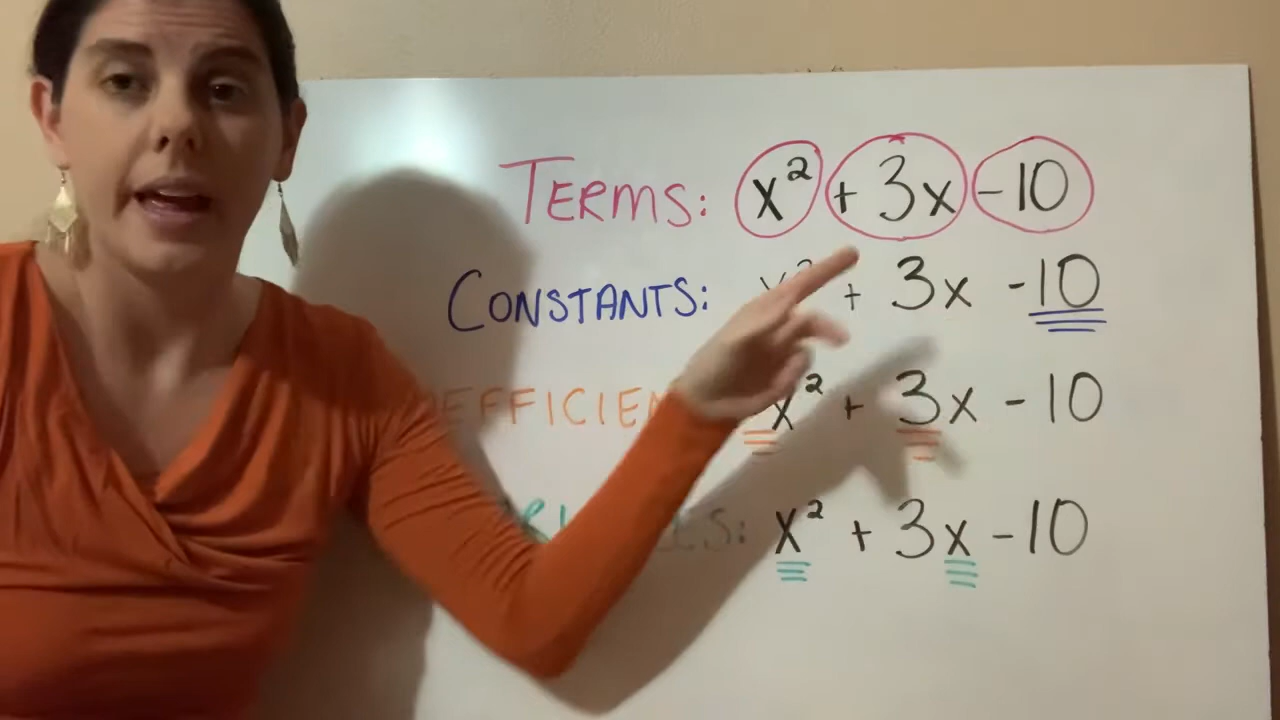 TERMS: x² + 3x - 10
CONSTANTS: + 3x - 10
x² + 3x - 10
x² + 3x - 10